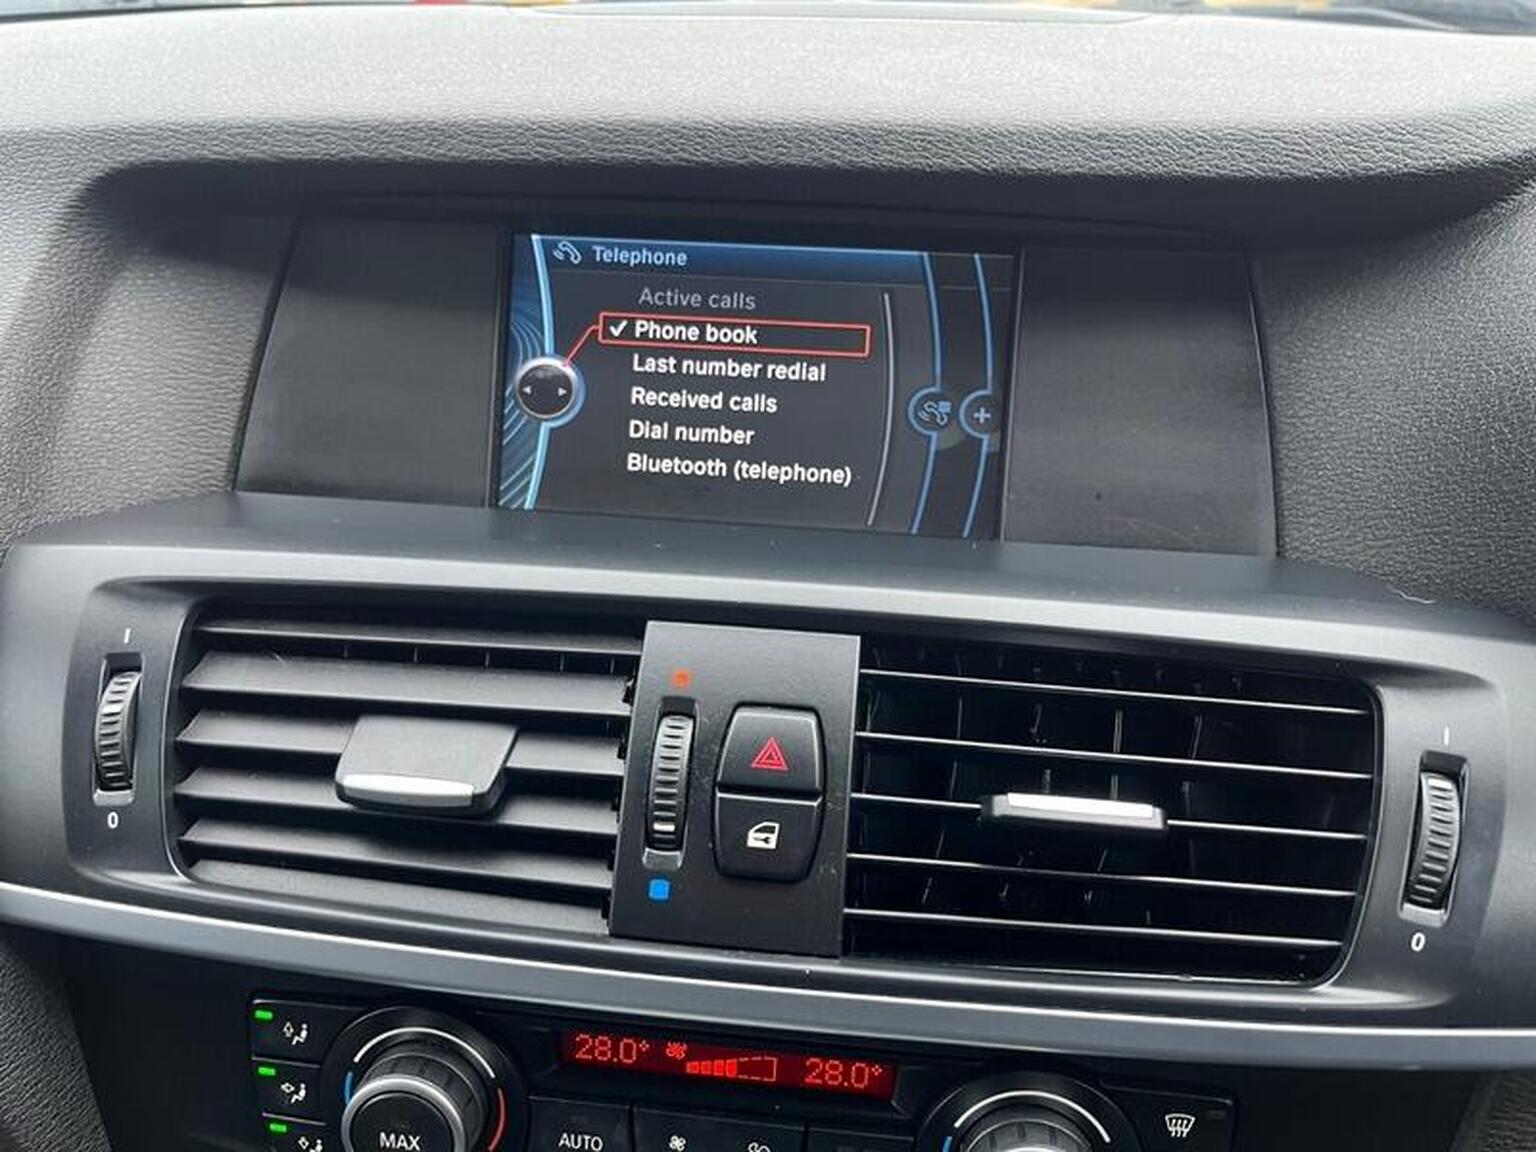 Telephone
Active calls
✓ Phone book
Last number redial
Received calls
Dial number
Bluetooth (telephone)
+
I
I
0
0
28.0° 28.0°
MAX
AUTO